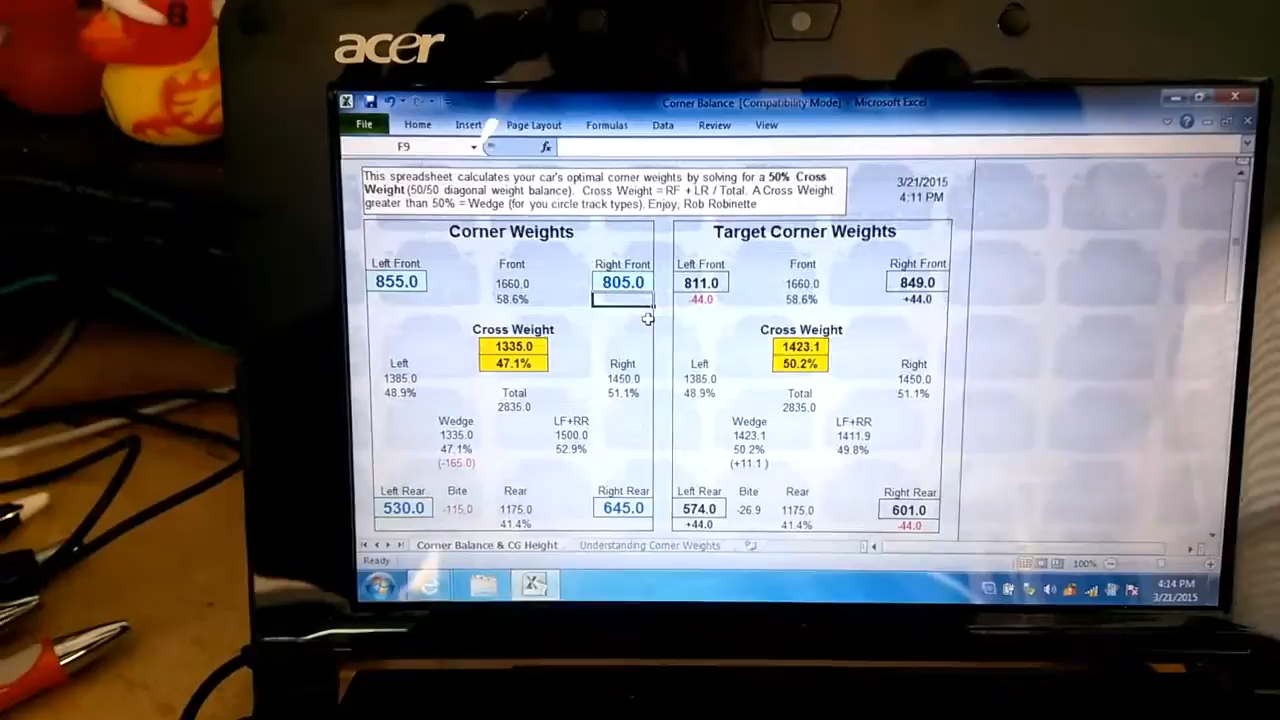 acer
Corner Balance [Compatibility Mode] - Microsoft Excel
File Home Insert Page Layout Formulas Data Review View
F9 fx
This spreadsheet calculates your car's optimal corner weights by solving for a 50% Cross
Weight (50/50 diagonal weight balance). Cross Weight = RF + LR / Total. A Cross Weight
greater than 50% = Wedge (for you circle track types). Enjoy, Rob Robinette
3/21/2015
4:11 PM
Corner Weights
Left Front Front Right Front
855.0 1660.0 805.0
58.6%
Cross Weight
1335.0
47.1%
Left Right
1385.0 1450.0
48.9% 51.1%
Total
2835.0
Wedge LF+RR
1335.0 1500.0
47.1% 52.9%
(-165.0)
Left Rear Bite Rear Right Rear
530.0 -115.0 1175.0 645.0
41.4%
Target Corner Weights
Left Front Front Right Front
811.0 1660.0 849.0
-44.0 58.6% +44.0
Cross Weight
1423.1
50.2%
Left Right
1385.0 1450.0
48.9% 51.1%
Total
2835.0
Wedge LF+RR
1423.1 1411.9
50.2% 49.8%
(+11.1 )
Left Rear Bite Rear Right Rear
574.0 -26.9 1175.0 601.0
+44.0 41.4% -44.0
Corner Balance & CG Height Understanding Corner Weights
Ready 100%
4:14 PM
3/21/2015